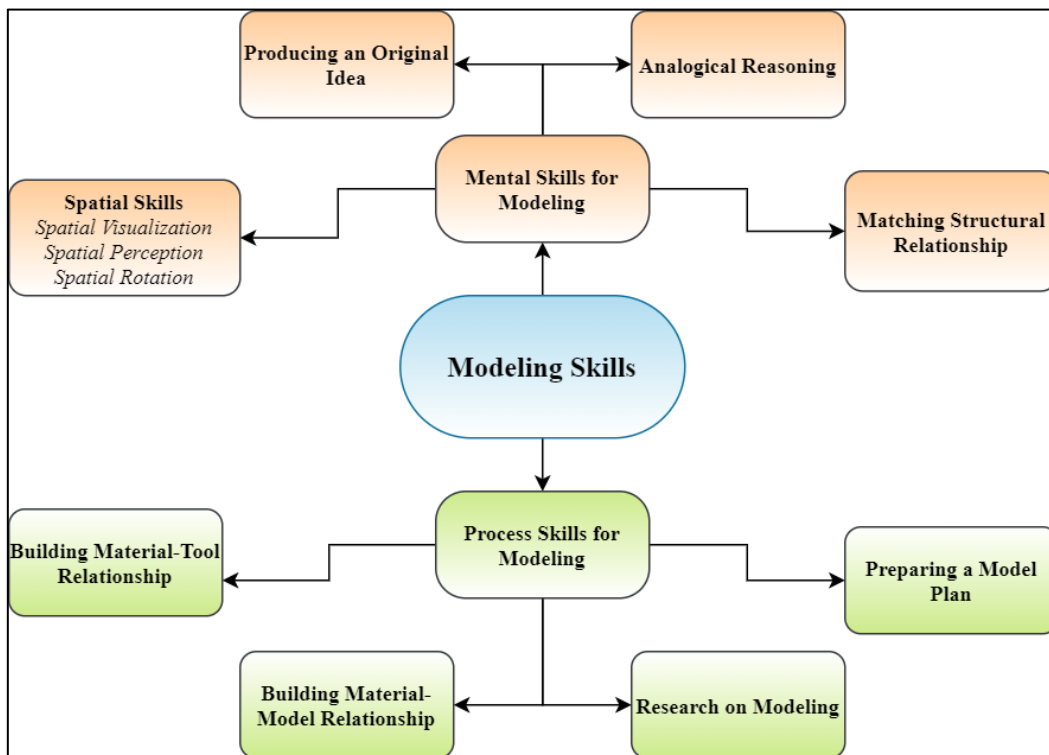 Producing an Original
Idea
Analogical Reasoning
Mental Skills for
Modeling
Spatial Skills
Spatial Visualization
Spatial Perception
Spatial Rotation
Matching Structural
Relationship
Modeling Skills
Process Skills for
Modeling
Building Material-Tool
Relationship
Preparing a Model
Plan
Building Material-
Model Relationship
Research on Modeling